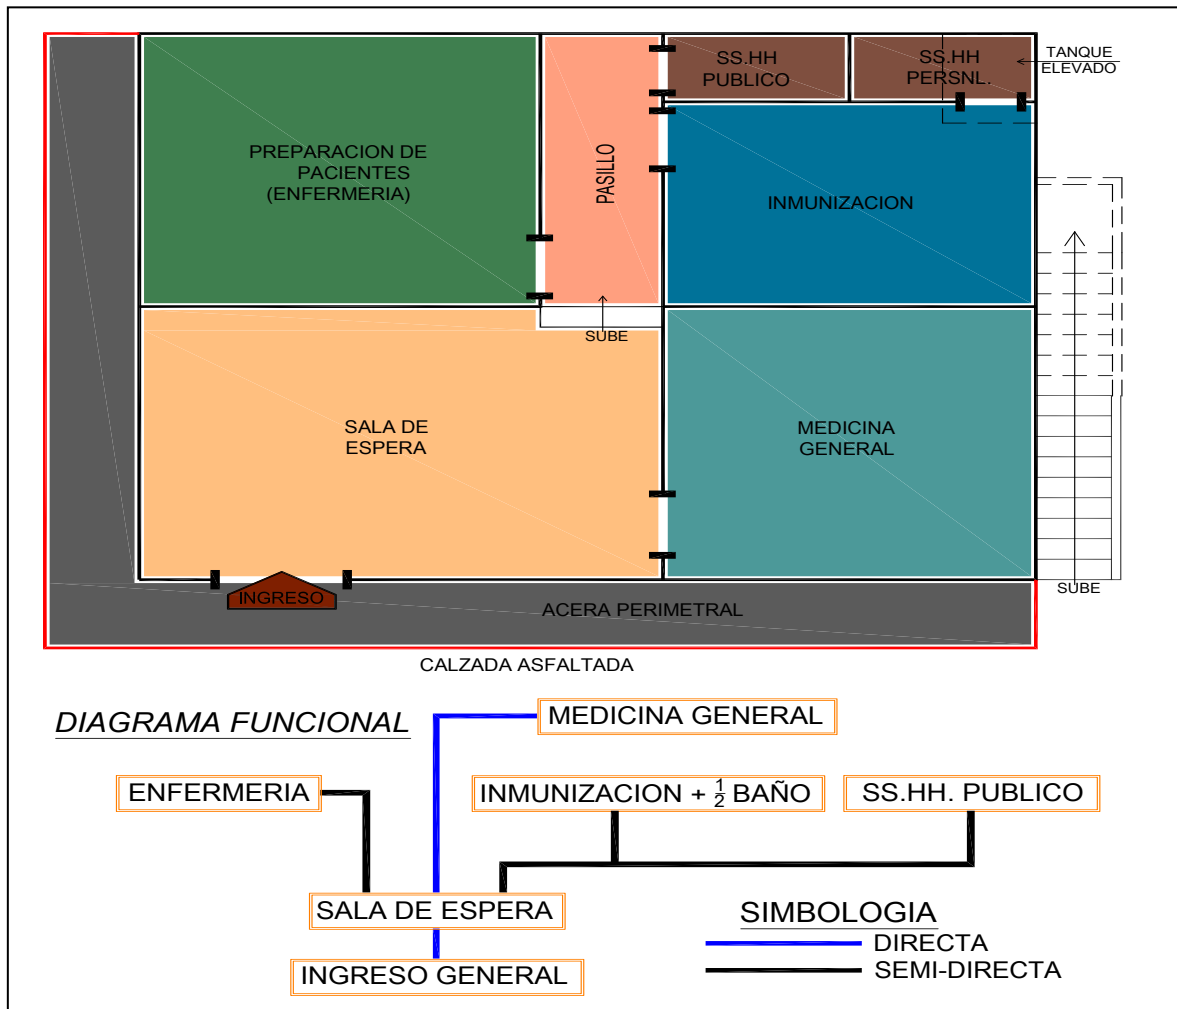 SS.HH
PUBLICO
SS.HH
PERSNL.
TANQUE
ELEVADO
PREPARACION DE
PACIENTES
(ENFERMERIA)
PASILLO
INMUNIZACION
SUBE
SALA DE
ESPERA
MEDICINA
GENERAL
INGRESO
ACERA PERIMETRAL
SUBE
CALZADA ASFALTADA
DIAGRAMA FUNCIONAL
MEDICINA GENERAL
ENFERMERIA
INMUNIZACION + 1/2 BAÑO
SS.HH. PUBLICO
SALA DE ESPERA
INGRESO GENERAL
SIMBOLOGIA
DIRECTA
SEMI-DIRECTA